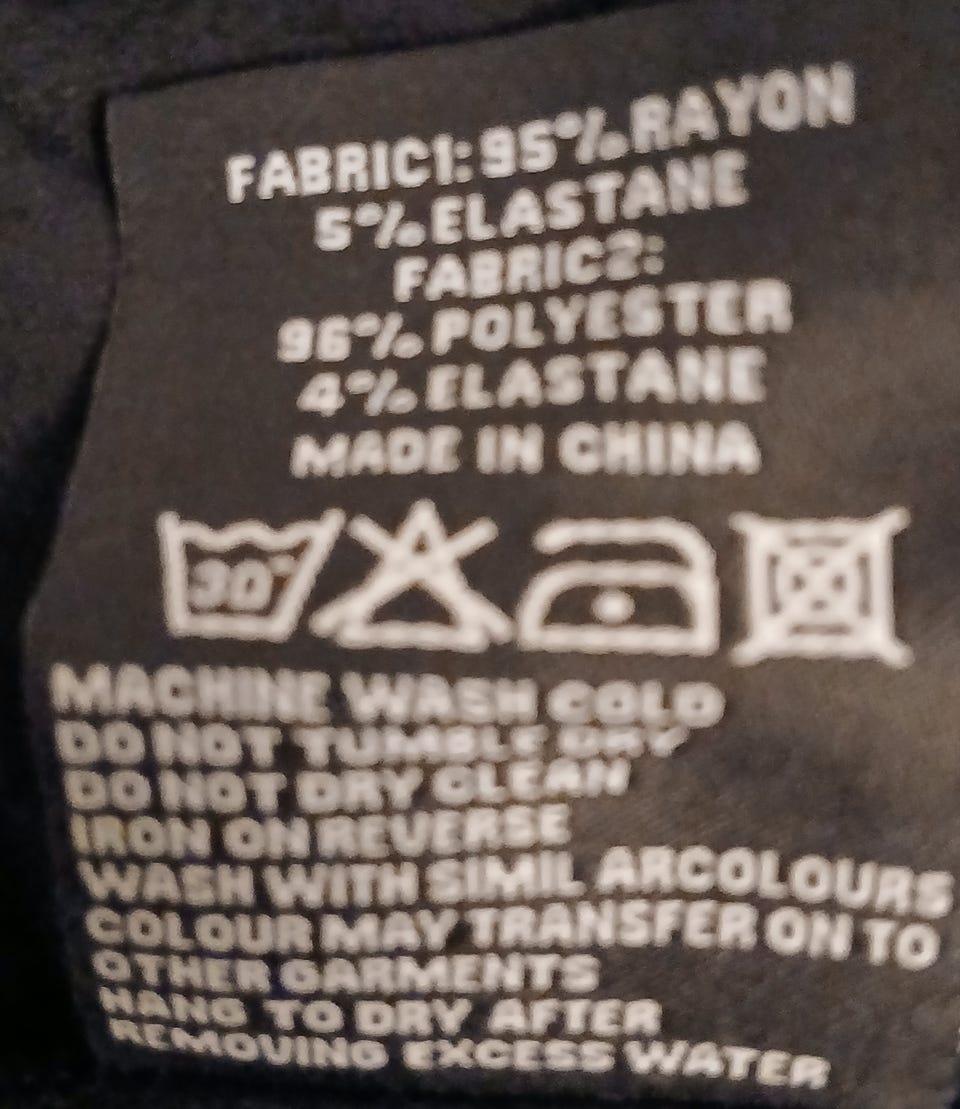 FABRIC1: 95% RAYON
5% ELASTANE
FABRIC2:
96% POLYESTER
4% ELASTANE
MADE IN CHINA
30°
MACHINE WASH COLD
DO NOT TUMBLE DRY
DO NOT DRY CLEAN
IRON ON REVERSE
WASH WITH SIMIL ARCOLOURS
COLOUR MAY TRANSFER ON TO
OTHER GARMENTS
HANG TO DRY AFTER
REMOVING EXCESS WATER